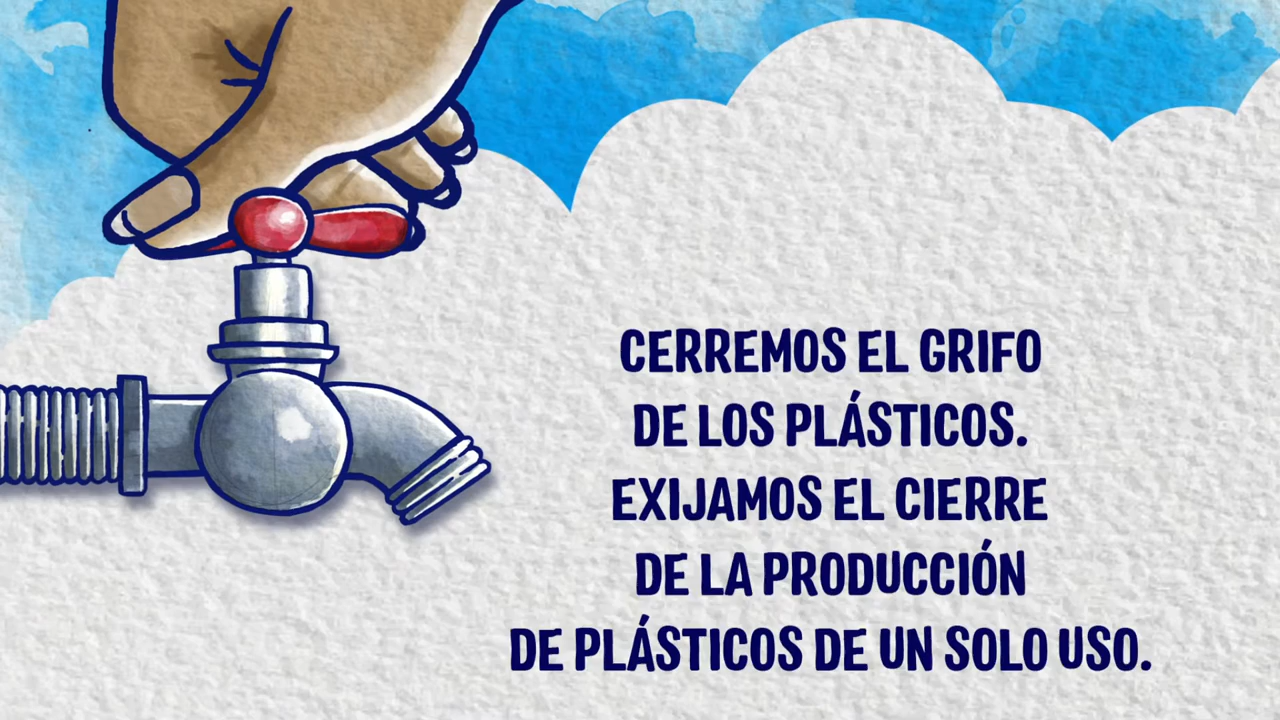 CERREMOS EL GRIFO
DE LOS PLÁSTICOS.
EXIJAMOS EL CIERRE
DE LA PRODUCCIÓN
DE PLÁSTICOS DE UN SOLO USO.